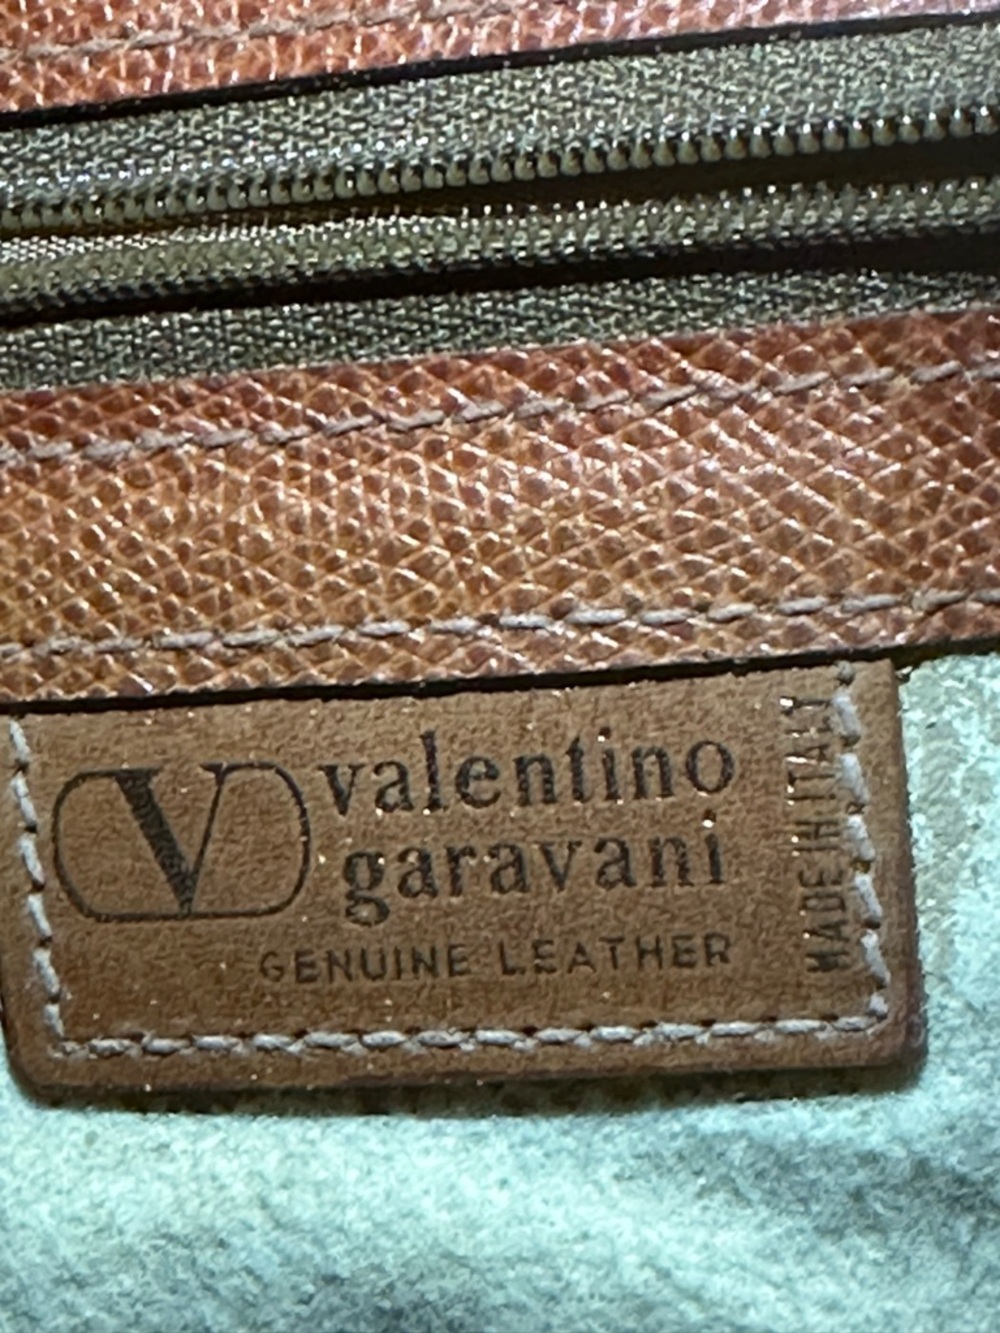 V
valentino
garavani
GENUINE LEATHER
MADE IN ITALY